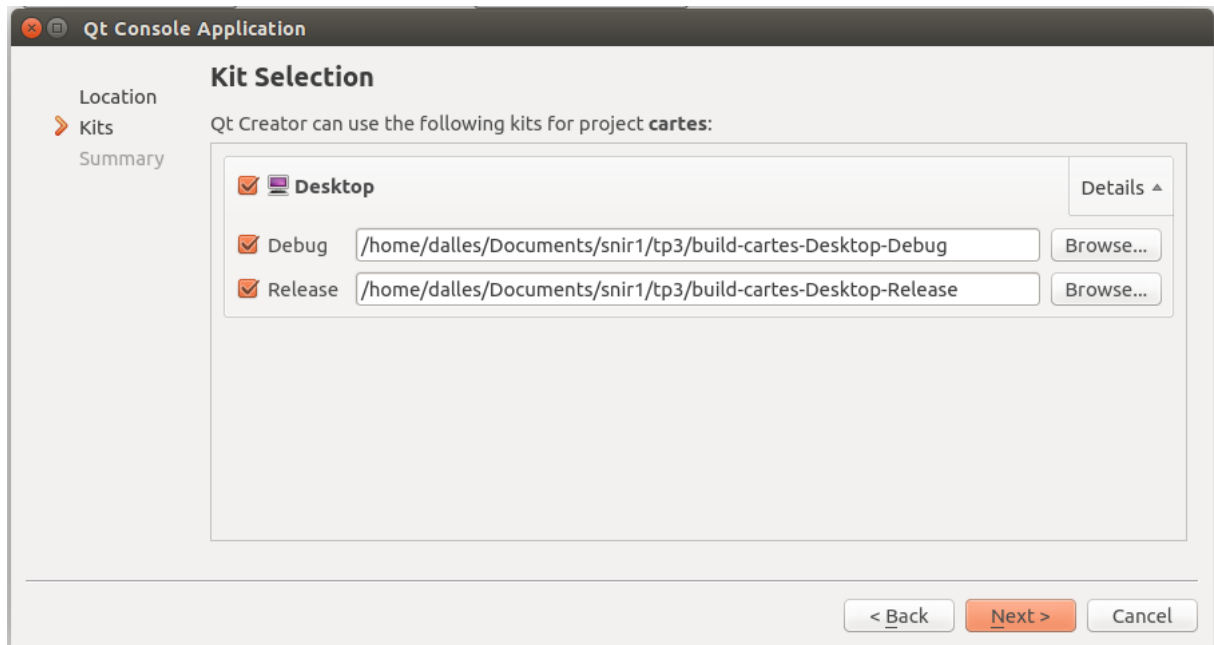 Qt Console Application
Location
Kits
Summary
Kit Selection
Qt Creator can use the following kits for project cartes:
Desktop
Details
Debug /home/dalles/Documents/snir1/tp3/build-cartes-Desktop-Debug Browse...
Release /home/dalles/Documents/snir1/tp3/build-cartes-Desktop-Release Browse...
< Back Next > Cancel